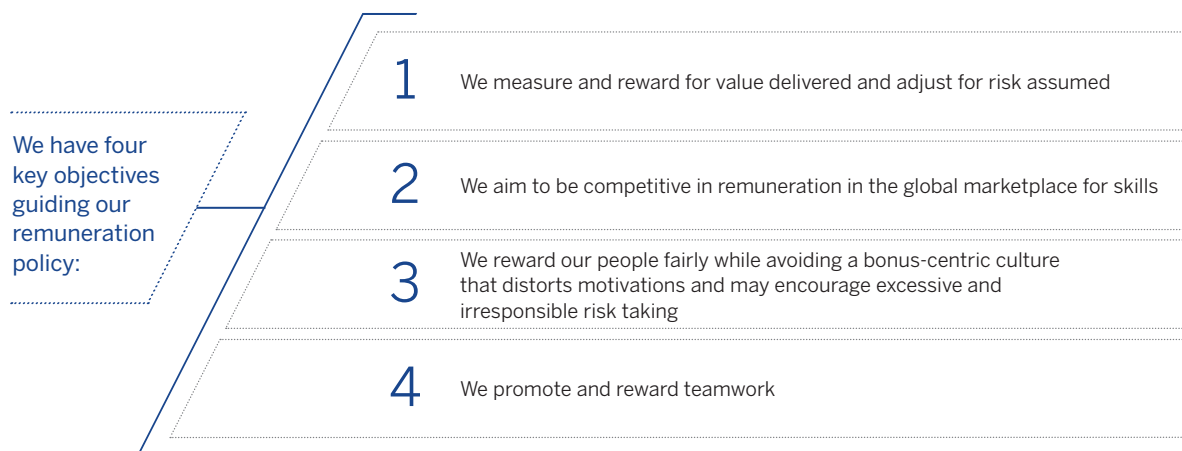 We have four
key objectives
guiding our
remuneration
policy:
1
We measure and reward for value delivered and adjust for risk assumed
2
We aim to be competitive in remuneration in the global marketplace for skills
3
We reward our people fairly while avoiding a bonus-centric culture
that distorts motivations and may encourage excessive and
irresponsible risk taking
4
We promote and reward teamwork